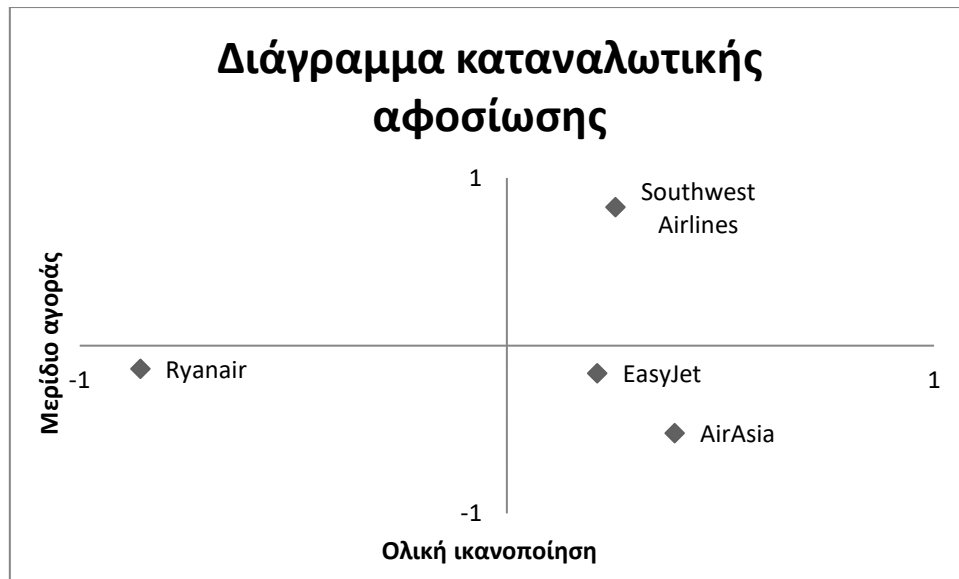 Διάγραμμα καταναλωτικής
αφοσίωσης
1
Southwest
Airlines
Μερίδιο αγοράς
Ryanair
EasyJet
-1
1
AirAsia
-1
Ολική ικανοποίηση